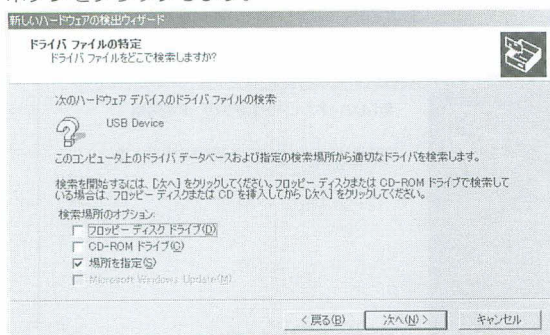 新しいハードウェアの検出ウィザード
ドライバ ファイルの特定
ドライバ ファイルをどこで検索しますか?
次のハードウェア デバイスのドライバ ファイルの検索
USB Device
このコンピュータ上のドライバ データベースおよび指定の検索場所から適切なドライバを検索します。
検索を開始するには、[次へ] をクリックしてください。フロッピー ディスクまたは CD-ROM ドライブで検索して
いる場合は、フロッピー ディスクまたは CD を挿入してから [次へ] をクリックしてください。
検索場所のオプション:
フロッピー ディスク ドライブ(D)
CD-ROM ドライブ(C)
場所を指定(S)
Microsoft Windows Update(M)
< 戻る(B)
次へ(N) >
キャンセル